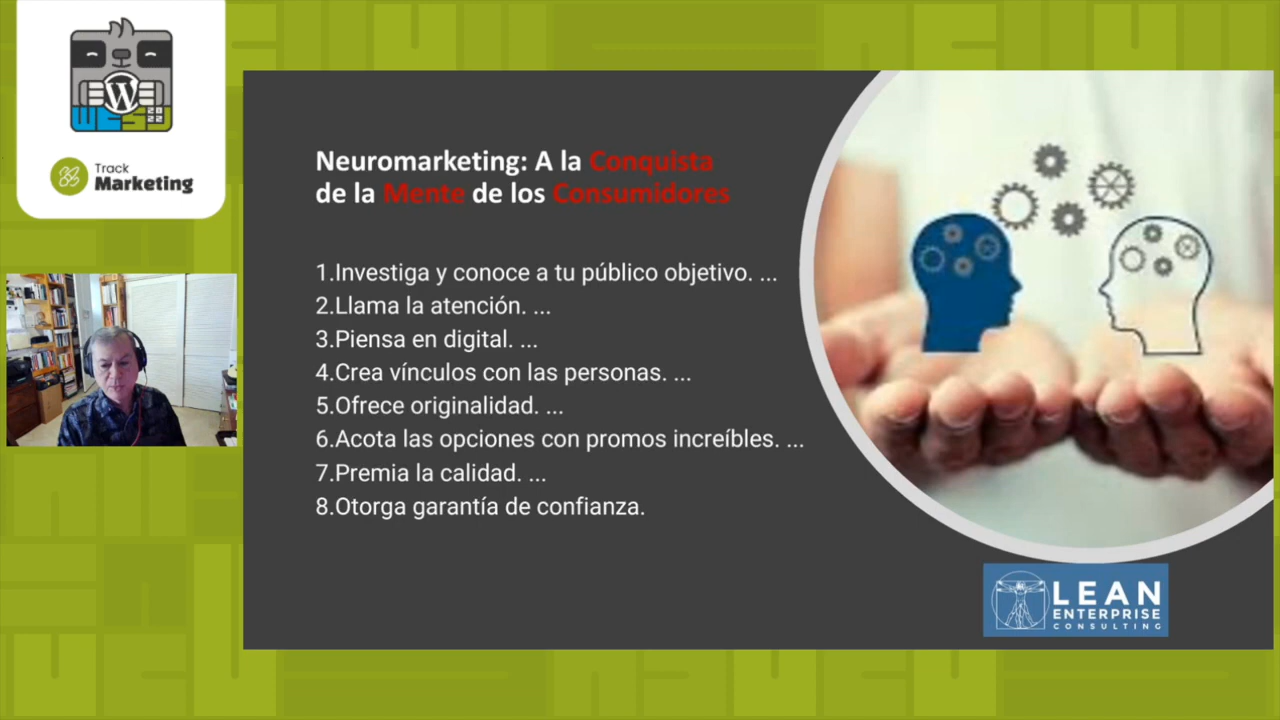 W
WESJ
2022
Track
Marketing
Neuromarketing: A la Conquista
de la Mente de los Consumidores
1.Investiga y conoce a tu público objetivo. ...
2.Llama la atención. ...
3.Piensa en digital. ...
4.Crea vínculos con las personas. ...
5.Ofrece originalidad. ...
6.Acota las opciones con promos increíbles. ...
7.Premia la calidad. ...
8.Otorga garantía de confianza.
LEAN
ENTERPRISE
CONSULTING